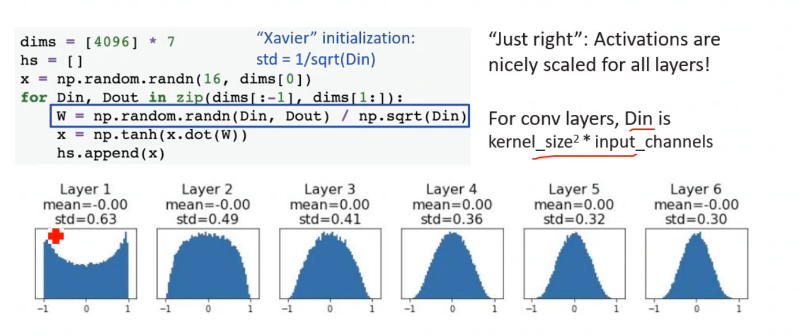 dims = [4096] * 7
hs = []
x = np.random.randn(16, dims[0])
for Din, Dout in zip(dims[:-1], dims[1:]):
    W = np.random.randn(Din, Dout) / np.sqrt(Din)
    x = np.tanh(x.dot(W))
    hs.append(x)
“Xavier” initialization:
std = 1/sqrt(Din)
“Just right”: Activations are
nicely scaled for all layers!
For conv layers, Din is
kernel_size² * input_channels
Layer 1
mean=-0.00
std=0.63
-1 0 1
Layer 2
mean=-0.00
std=0.49
-1 0 1
Layer 3
mean=0.00
std=0.41
-1 0 1
Layer 4
mean=0.00
std=0.36
-1 0 1
Layer 5
mean=0.00
std=0.32
-1 0 1
Layer 6
mean=-0.00
std=0.30
-1 0 1